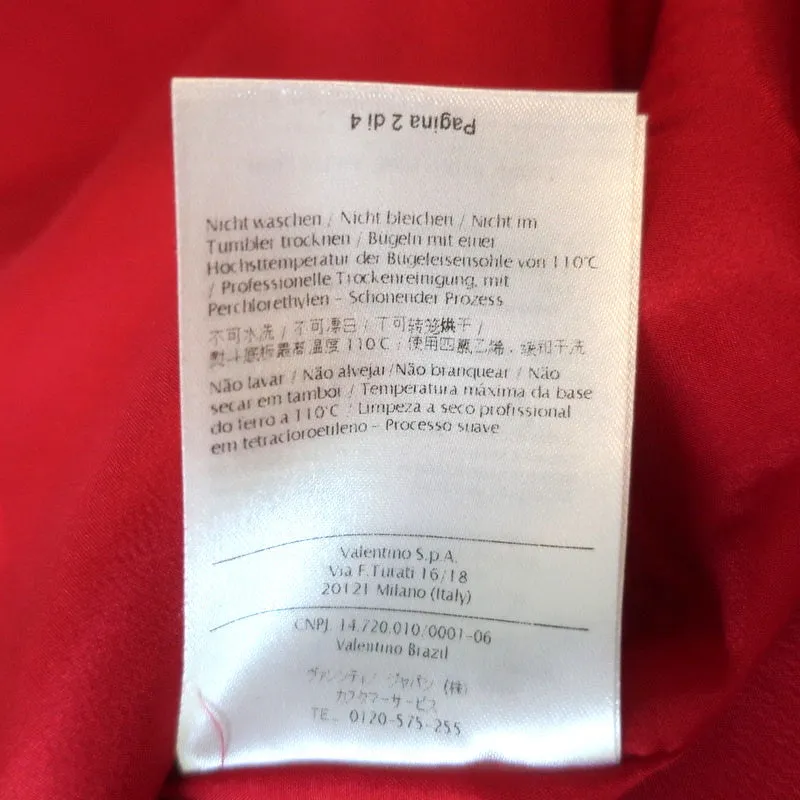 Pagina 2 di 4
Nicht waschen / Nicht bleichen / Nicht im
Tumbler trocknen / Bügeln mit einer
Höchsttemperatur der Bügeleisensohle von 110°C
/ Professionelle Trockenreinigung, mit
Perchlorethylen - Schonender Prozess
不可水洗 / 不可漂白 / 不可转笼烘干 /
熨斗底板最高温度 110℃ / 使用四氯乙烯，缓和干洗
Não lavar / Não alvejar/Não branquear / Não
secar em tambor / Temperatura máxima da base
do ferro a 110°C / Limpeza a seco profissional
em tetracloroetileno - Processo suave
Valentino S.p.A.
Via F.Turati 16/18
20121 Milano (Italy)
CNPJ. 14.720.010/0001-06
Valentino Brazil
ヴァレンティノ ジャパン (株)
カスタマーサービス
TEL. 0120-575-255